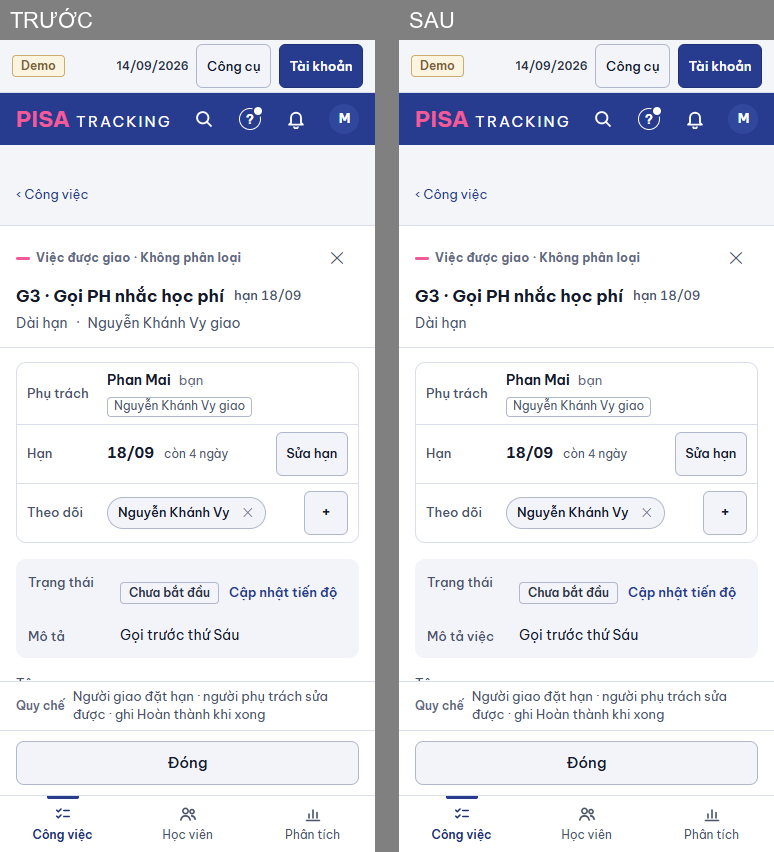 TRƯỚC
Demo 14/09/2026 Công cụ Tài khoản
PISA TRACKING ? M
‹ Công việc
Việc được giao · Không phân loại
G3 · Gọi PH nhắc học phí hạn 18/09
Dài hạn · Nguyễn Khánh Vy giao
Phụ trách Phan Mai bạn
Nguyễn Khánh Vy giao
Hạn 18/09 còn 4 ngày Sửa hạn
Theo dõi Nguyễn Khánh Vy × +
Trạng thái Chưa bắt đầu Cập nhật tiến độ
Mô tả Gọi trước thứ Sáu
Quy chế Người giao đặt hạn · người phụ trách sửa
được · ghi Hoàn thành khi xong
Đóng
Công việc Học viên Phân tích
SAU
Demo 14/09/2026 Công cụ Tài khoản
PISA TRACKING ? M
‹ Công việc
Việc được giao · Không phân loại
G3 · Gọi PH nhắc học phí hạn 18/09
Dài hạn
Phụ trách Phan Mai bạn
Nguyễn Khánh Vy giao
Hạn 18/09 còn 4 ngày Sửa hạn
Theo dõi Nguyễn Khánh Vy × +
Trạng thái Chưa bắt đầu Cập nhật tiến độ
Mô tả việc Gọi trước thứ Sáu
Quy chế Người giao đặt hạn · người phụ trách sửa
được · ghi Hoàn thành khi xong
Đóng
Công việc Học viên Phân tích